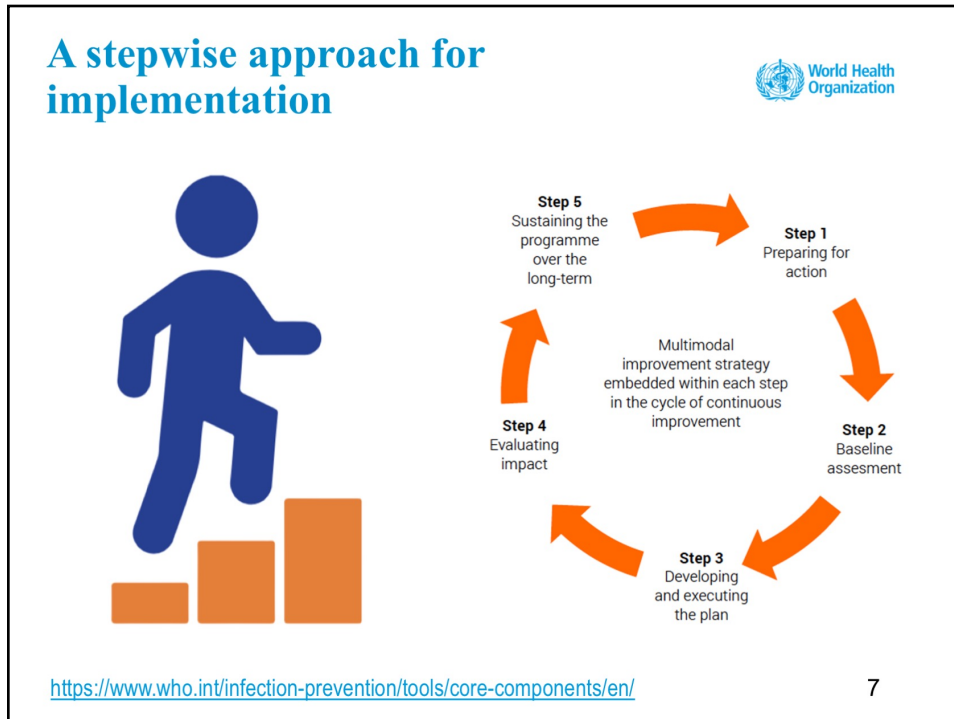 A stepwise approach for
implementation
World Health
Organization
Step 5
Sustaining the
programme
over the
long-term
Step 1
Preparing for
action
Multimodal
improvement strategy
embedded within each step
in the cycle of continuous
improvement
Step 4
Evaluating
impact
Step 2
Baseline
assesment
Step 3
Developing
and executing
the plan
https://www.who.int/infection-prevention/tools/core-components/en/
7